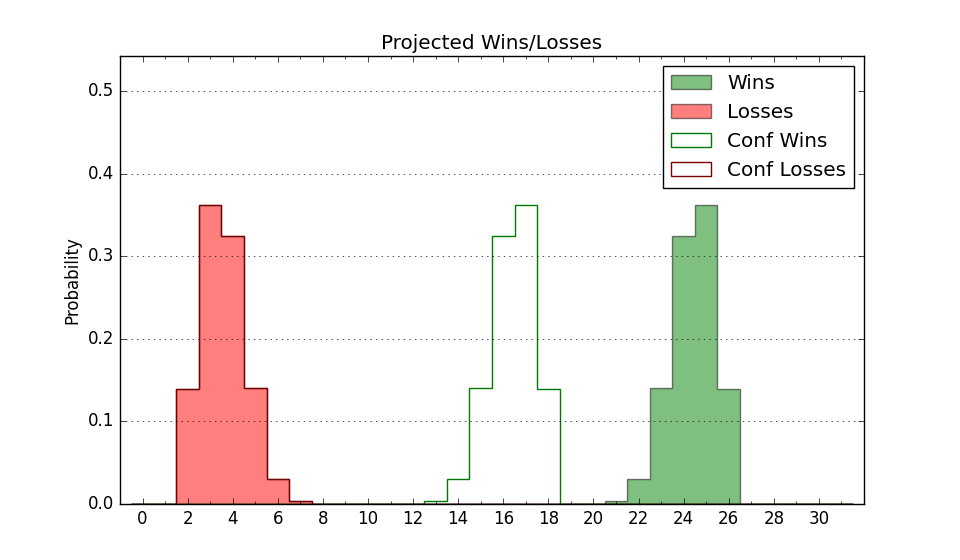 Projected Wins/Losses
Wins
Losses
Conf Wins
Conf Losses
Probability
0.5
0.4
0.3
0.2
0.1
0.0
0 2 4 6 8 10 12 14 16 18 20 22 24 26 28 30